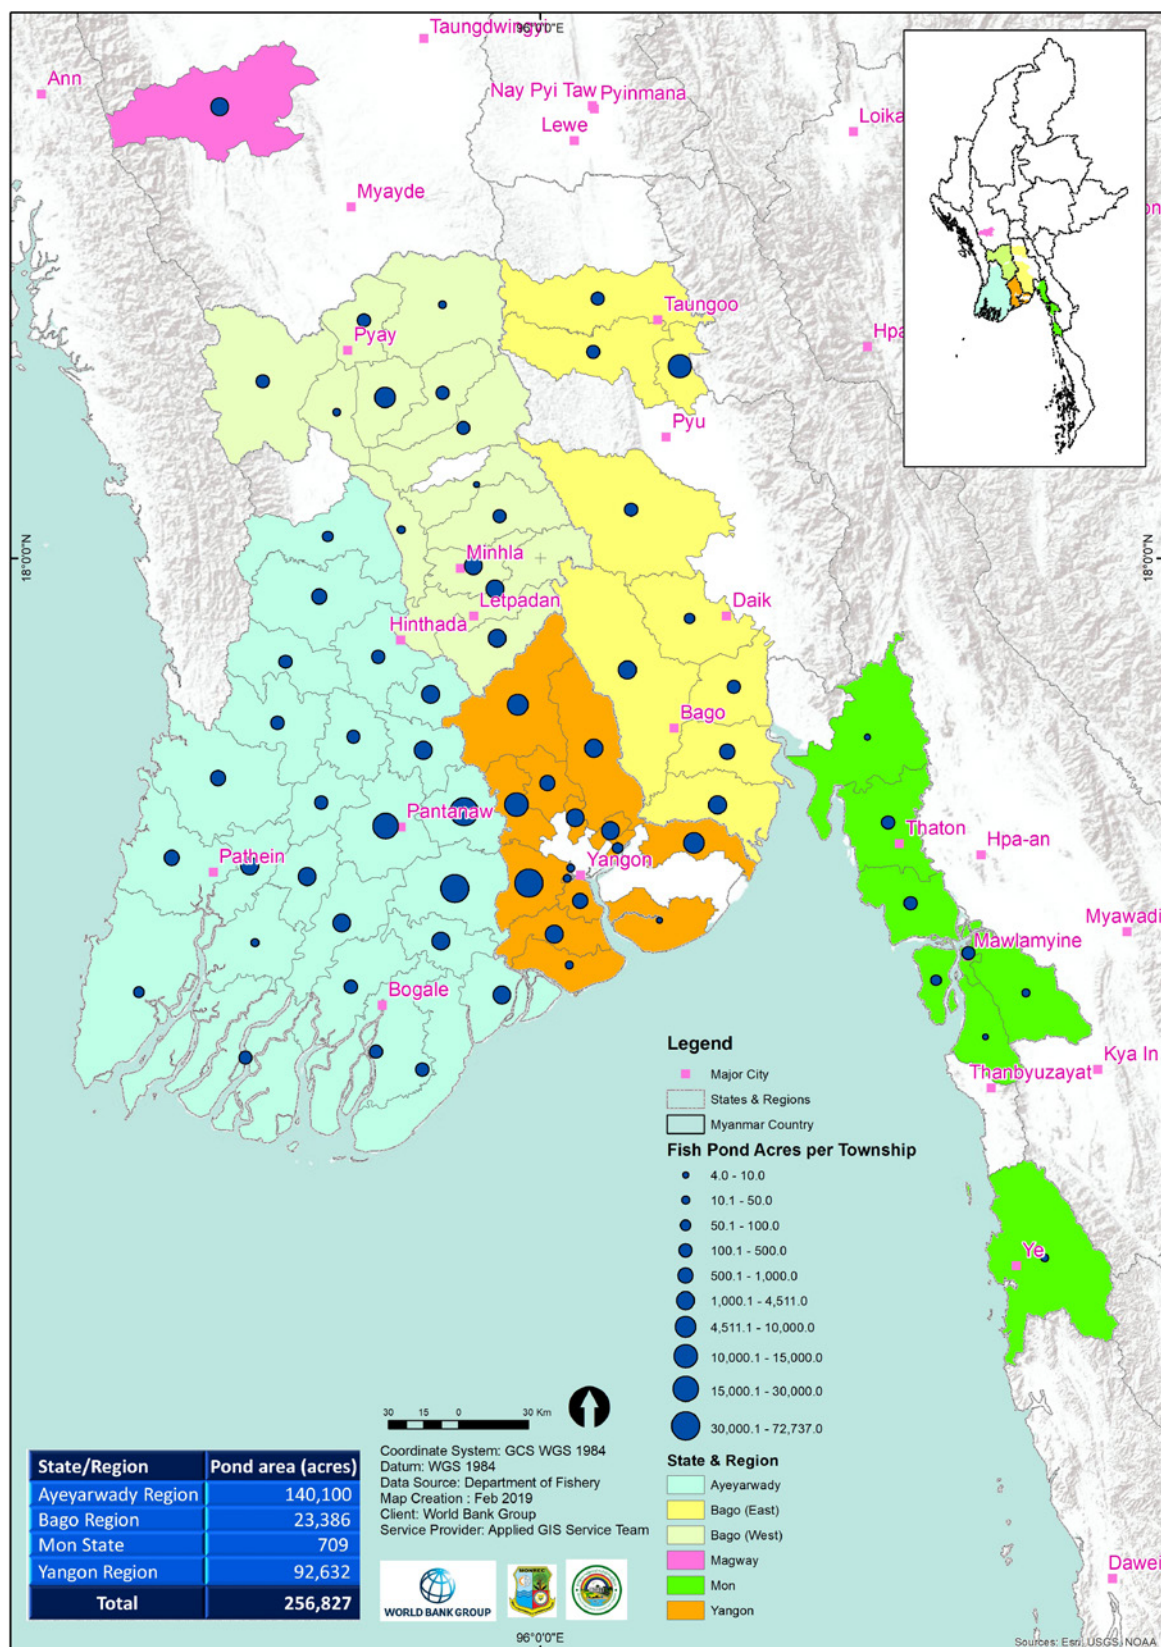 96°0'0"E
Taungdwingyi
Ann
Nay Pyi Taw
Pyinmana
Lewe
Loika
Myayde
Taungoo
Pyay
Hpa
Pyu
18°0'0"N
18°0'0"N
Minhla
Letpadan
Daik
Hinthada
Bago
Pantanaw
Thaton
Hpa-an
Pathein
Yangon
Myawadi
Mawlamyine
Bogale
Kya In
Thanbyuzayat
Ye
Dawei
Legend
Major City
States & Regions
Myanmar Country
Fish Pond Acres per Township
4.0 - 10.0
10.1 - 50.0
50.1 - 100.0
100.1 - 500.0
500.1 - 1,000.0
1,000.1 - 4,511.0
4,511.1 - 10,000.0
10,000.1 - 15,000.0
15,000.1 - 30,000.0
30,000.1 - 72,737.0
State & Region
Ayeyarwady
Bago (East)
Bago (West)
Magway
Mon
Yangon
30 15 0 30 Km
Coordinate System: GCS WGS 1984
Datum: WGS 1984
Data Source: Department of Fishery
Map Creation : Feb 2019
Client: World Bank Group
Service Provider: Applied GIS Service Team
WORLD BANK GROUP
State/Region Pond area (acres)
Ayeyarwady Region 140,100
Bago Region 23,386
Mon State 709
Yangon Region 92,632
Total 256,827
96°0'0"E
Sources: Esri, USGS, NOAA